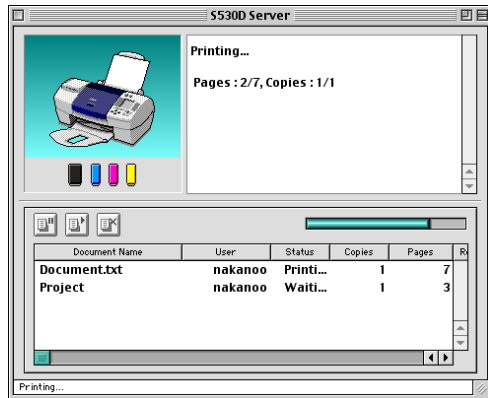 S530D Server
Printing...
Pages : 2/7, Copies : 1/1
Document Name User Status Copies Pages R
Document.txt nakanoo Printi... 1 7
Project nakanoo Waiti... 1 3
Printing...